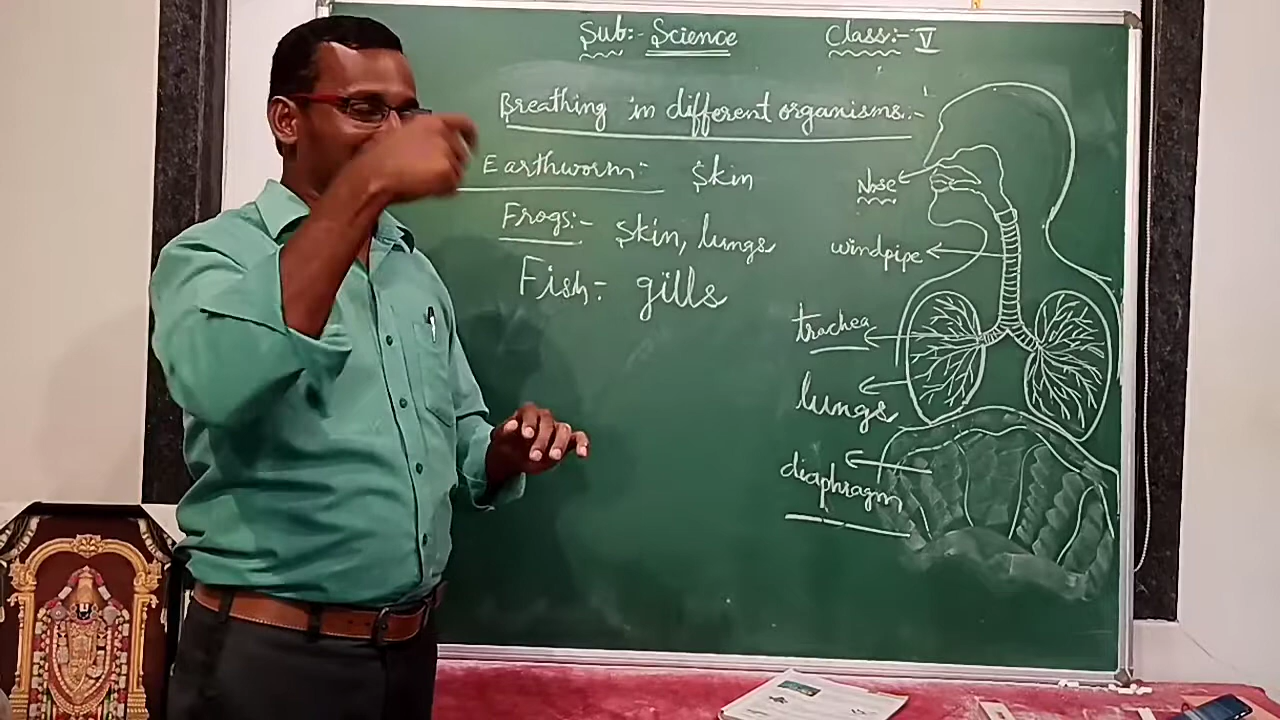 Sub:- Science
Class:- V
Breathing in different organisms:-
Earthworm:- Skin
Frogs:- Skin, lungs
Fish:- gills
Nose
windpipe
trachea
lungs
diaphragm